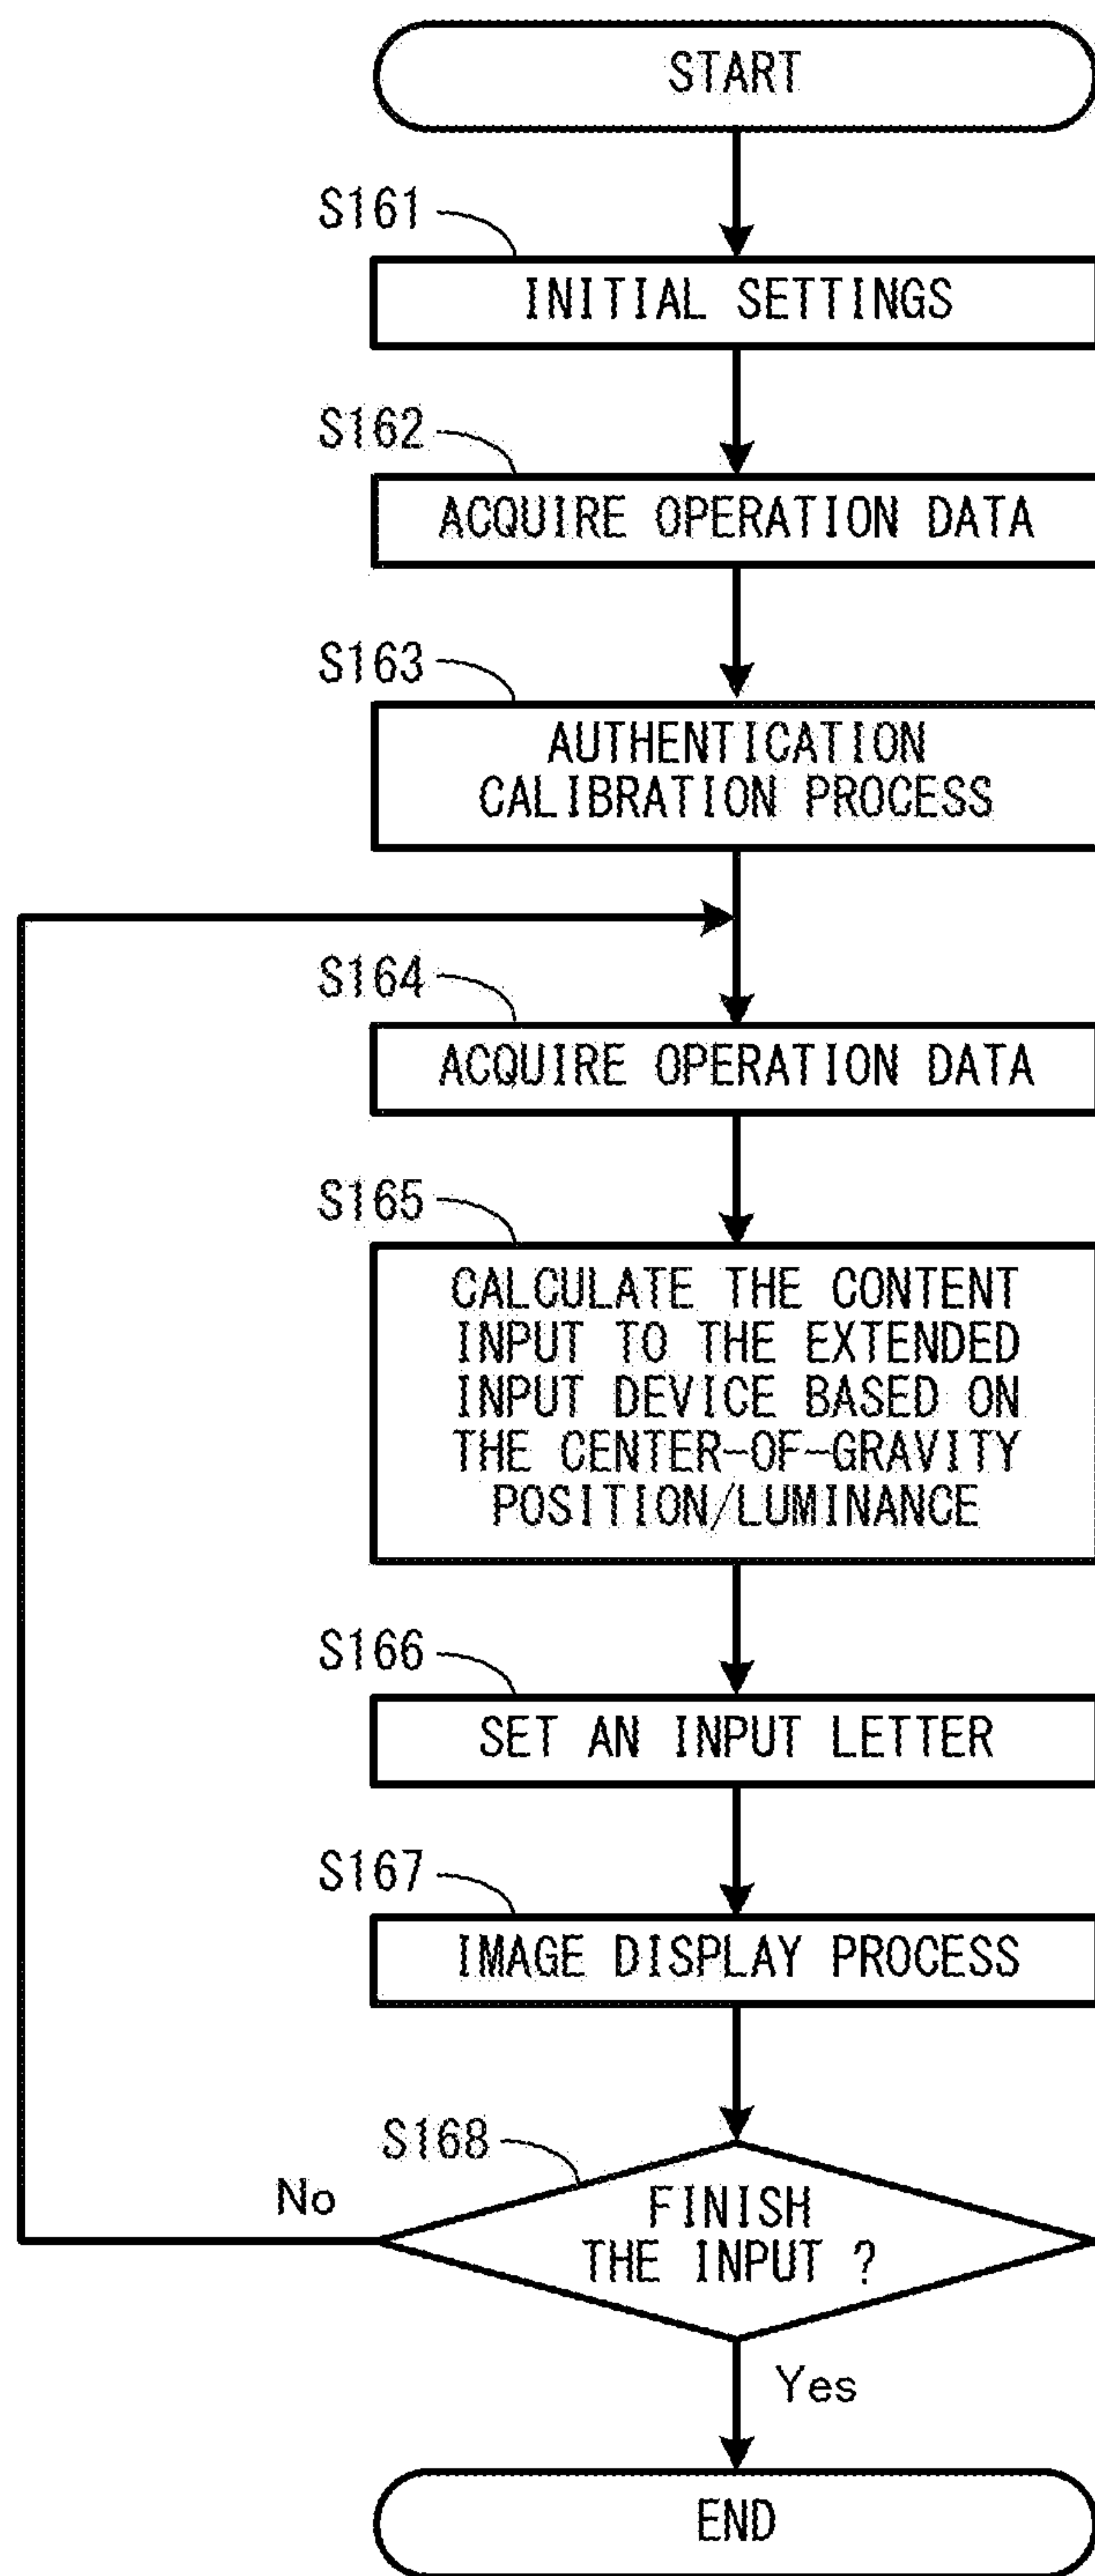 START
S161
INITIAL SETTINGS
S162
ACQUIRE OPERATION DATA
S163
AUTHENTICATION
CALIBRATION PROCESS
S164
ACQUIRE OPERATION DATA
S165
CALCULATE THE CONTENT
INPUT TO THE EXTENDED
INPUT DEVICE BASED ON
THE CENTER-OF-GRAVITY
POSITION/LUMINANCE
S166
SET AN INPUT LETTER
S167
IMAGE DISPLAY PROCESS
S168
No
FINISH
THE INPUT ?
Yes
END